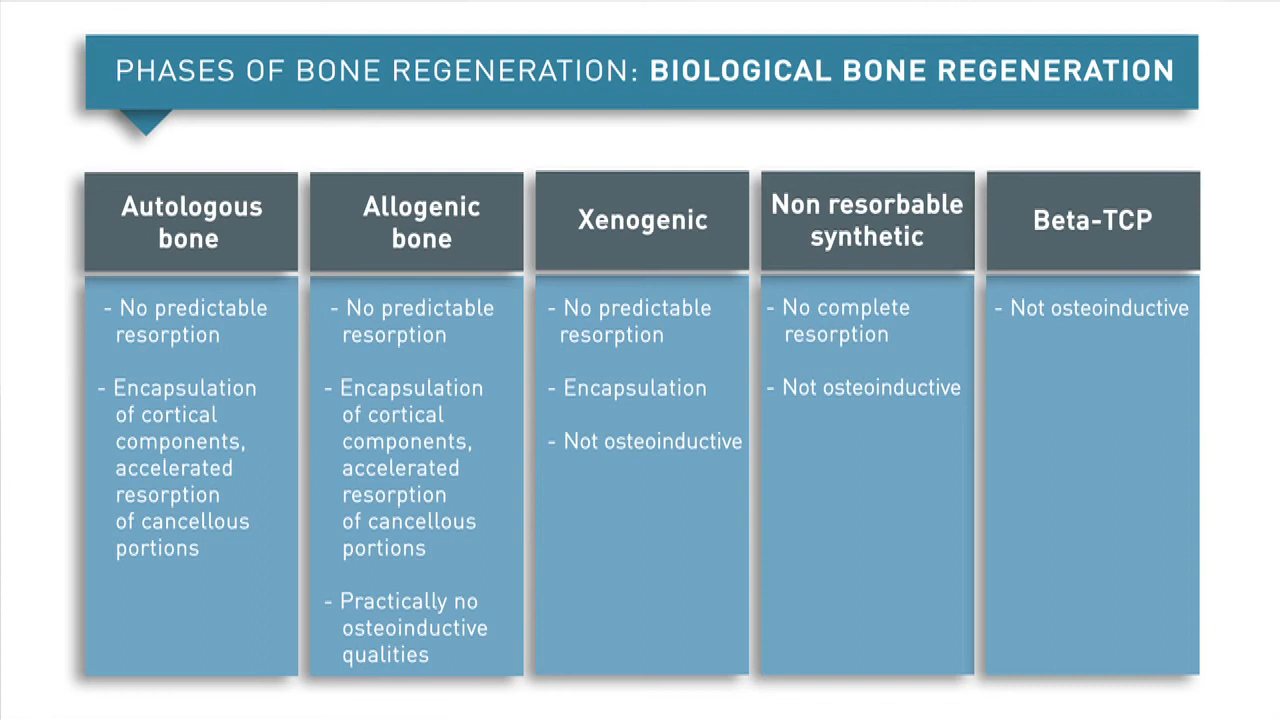 PHASES OF BONE REGENERATION: BIOLOGICAL BONE REGENERATION
Autologous
bone
- No predictable
resorption
- Encapsulation
of cortical
components,
accelerated
resorption
of cancellous
portions
Allogenic
bone
- No predictable
resorption
- Encapsulation
of cortical
components,
accelerated
resorption
of cancellous
portions
- Practically no
osteoinductive
qualities
Xenogenic
- No predictable
resorption
- Encapsulation
- Not osteoinductive
Non resorbable
synthetic
- No complete
resorption
- Not osteoinductive
Beta-TCP
- Not osteoinductive